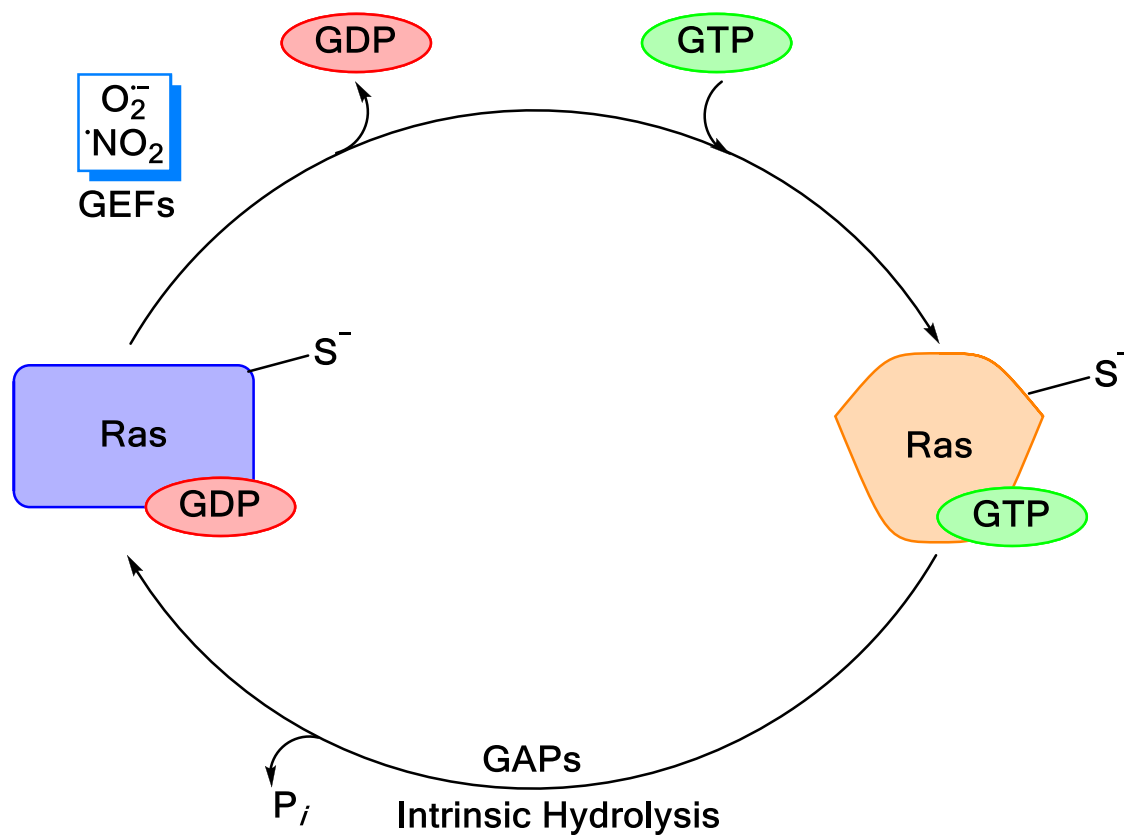 GDP
GTP
O₂·⁻
·NO₂
GEFs
S⁻
S⁻
Ras
Ras
GDP
GTP
GAPs
Pᵢ
Intrinsic Hydrolysis